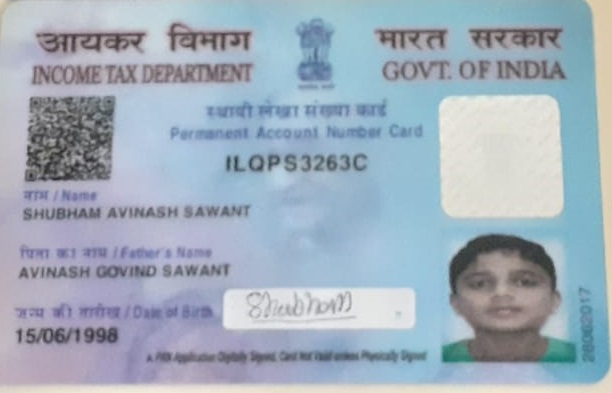 आयकर विभाग
INCOME TAX DEPARTMENT
भारत सरकार
GOVT. OF INDIA
स्थायी लेखा संख्या कार्ड
Permanent Account Number Card
ILQPS3263C
नाम / Name
SHUBHAM AVINASH SAWANT
पिता का नाम / Father's Name
AVINASH GOVIND SAWANT
जन्म की तारीख / Date of Birth
15/06/1998
Shubham
A PAN Application Digitally Signed, Card Not Valid unless Physically Signed